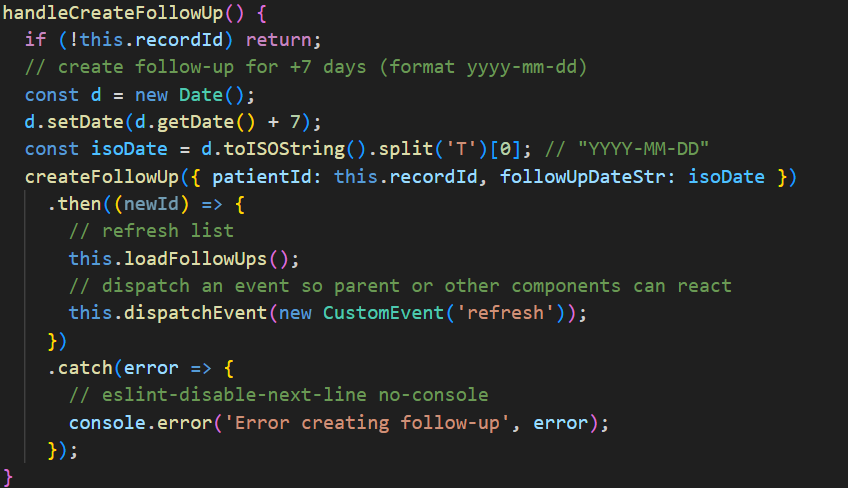 handleCreateFollowUp() {
  if (!this.recordId) return;
  // create follow-up for +7 days (format yyyy-mm-dd)
  const d = new Date();
  d.setDate(d.getDate() + 7);
  const isoDate = d.toISOString().split('T')[0]; // "YYYY-MM-DD"
  createFollowUp({ patientId: this.recordId, followUpDateStr: isoDate })
    .then((newId) => {
      // refresh list
      this.loadFollowUps();
      // dispatch an event so parent or other components can react
      this.dispatchEvent(new CustomEvent('refresh'));
    })
    .catch(error => {
      // eslint-disable-next-line no-console
      console.error('Error creating follow-up', error);
    });
}